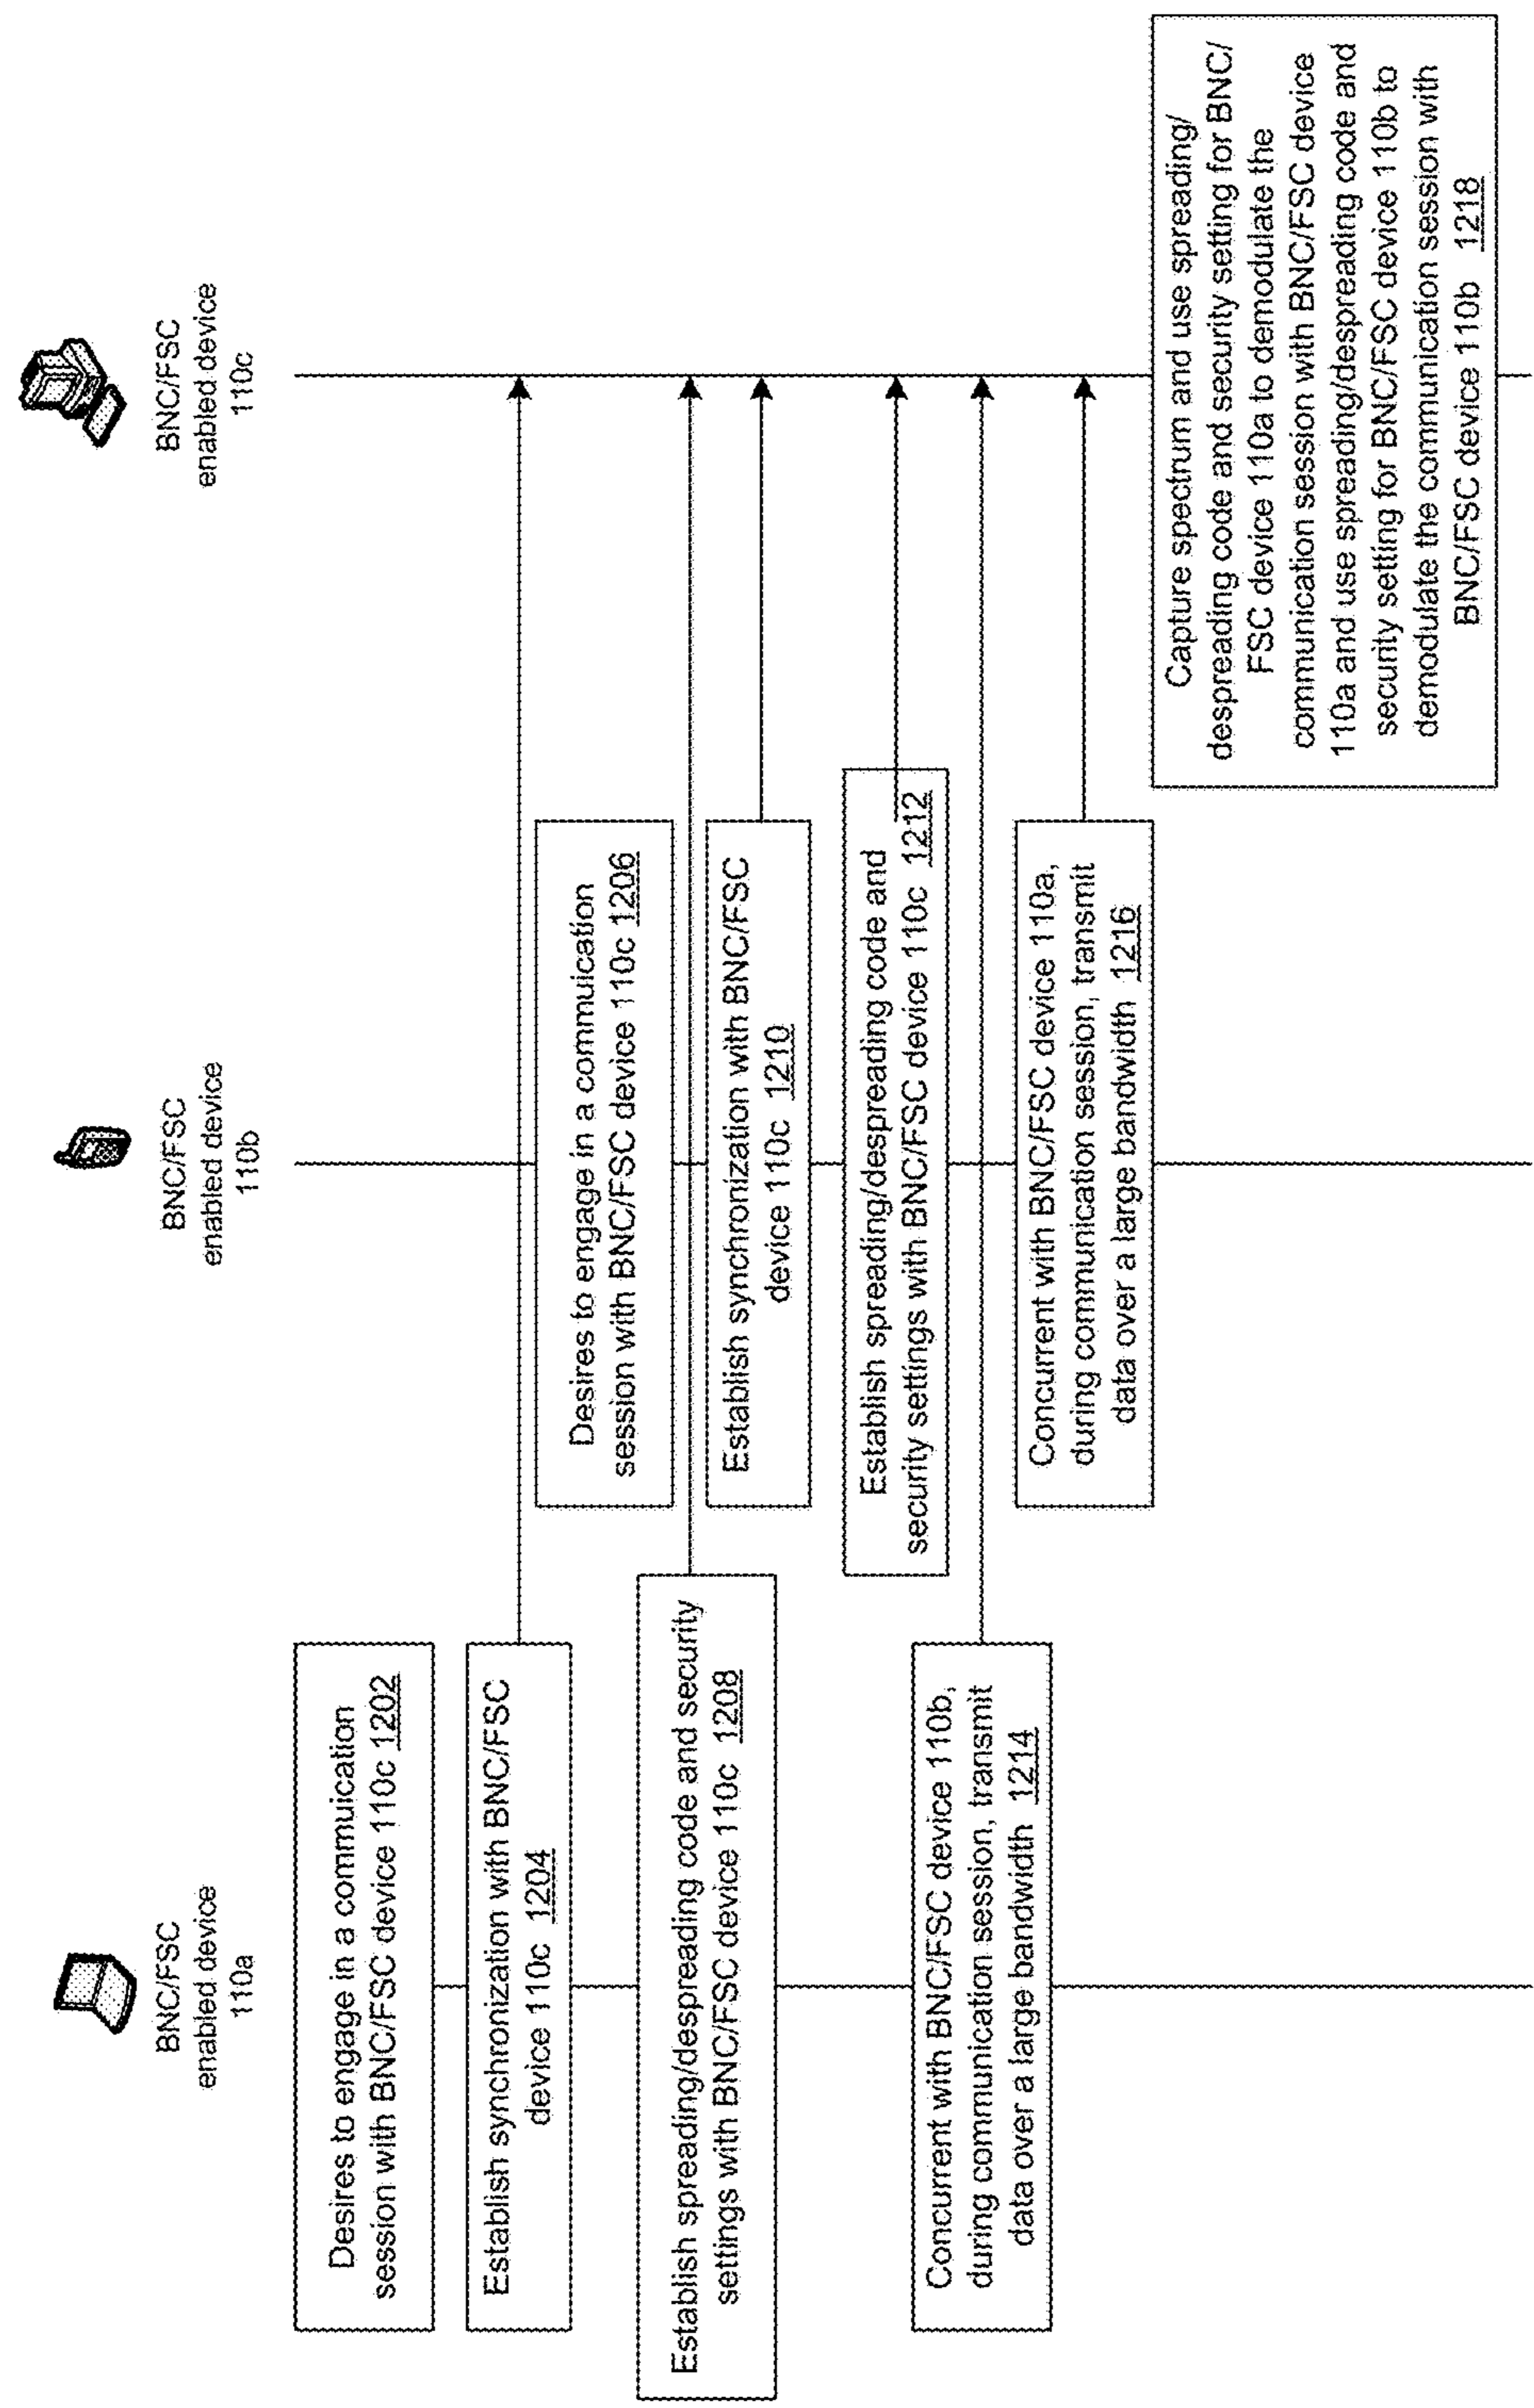 BNC/FSC
enabled device
110a
BNC/FSC
enabled device
110b
BNC/FSC
enabled device
110c
Desires to engage in a commuication
session with BNC/FSC device 110c 1202
Establish synchronization with BNC/FSC
device 110c 1204
Desires to engage in a commuication
session with BNC/FSC device 110c 1206
Establish spreading/despreading code and security
settings with BNC/FSC device 110c 1208
Establish synchronization with BNC/FSC
device 110c 1210
Establish spreading/despreading code and
security settings with BNC/FSC device 110c 1212
Concurrent with BNC/FSC device 110b,
during communication session, transmit
data over a large bandwidth 1214
Concurrent with BNC/FSC device 110a,
during communication session, transmit
data over a large bandwidth 1216
Capture spectrum and use spreading/
despreading code and security setting for BNC/
FSC device 110a to demodulate the
communication session with BNC/FSC device
110a and use spreading/despreading code and
security setting for BNC/FSC device 110b to
demodulate the communication session with
BNC/FSC device 110b 1218